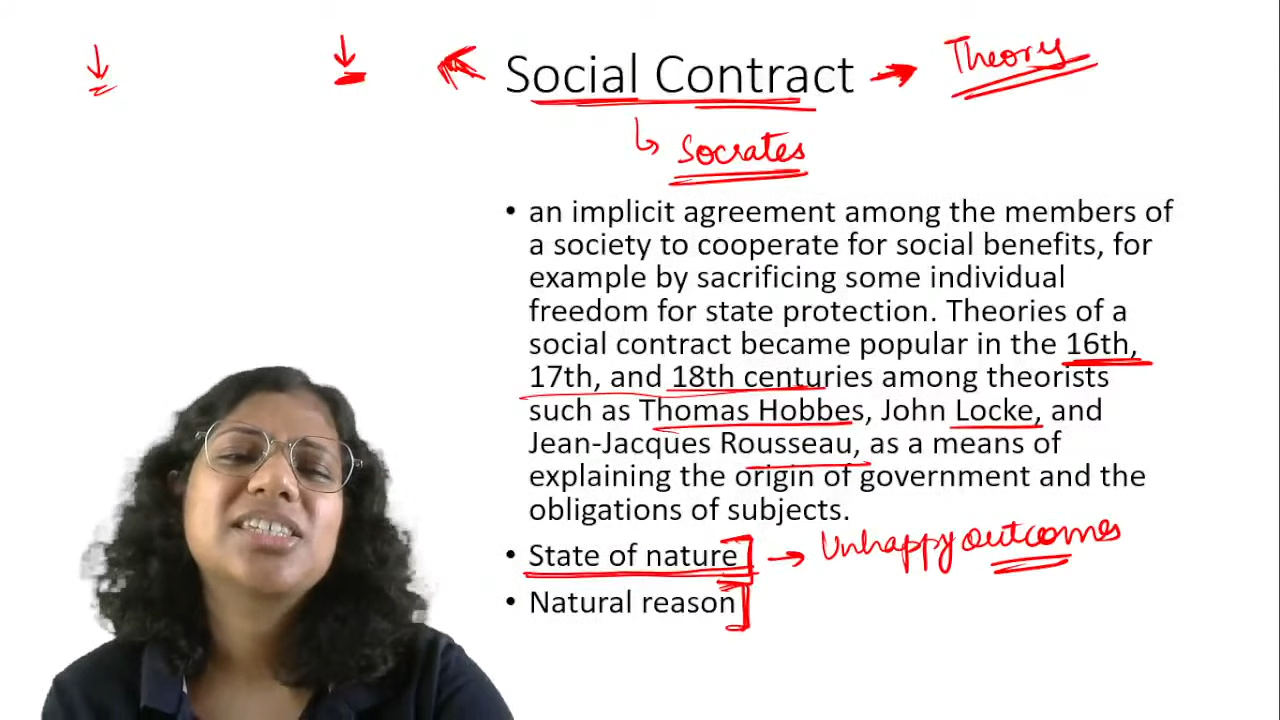 Social Contract
Theory
Socrates
• an implicit agreement among the members of
a society to cooperate for social benefits, for
example by sacrificing some individual
freedom for state protection. Theories of a
social contract became popular in the 16th,
17th, and 18th centuries among theorists
such as Thomas Hobbes, John Locke, and
Jean-Jacques Rousseau, as a means of
explaining the origin of government and the
obligations of subjects.
• State of nature → Unhappy outcomes
• Natural reason